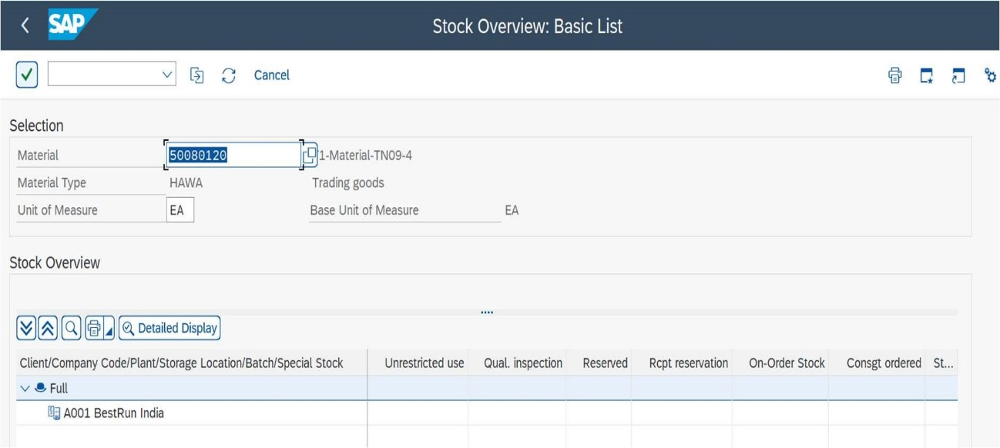 SAP Stock Overview: Basic List
Cancel
Selection
Material 50080120 1-Material-TN09-4
Material Type HAWA Trading goods
Unit of Measure EA Base Unit of Measure EA
Stock Overview
Detailed Display
Client/Company Code/Plant/Storage Location/Batch/Special Stock Unrestricted use Qual. inspection Reserved Rcpt reservation On-Order Stock Consgt ordered St...
Full
A001 BestRun India